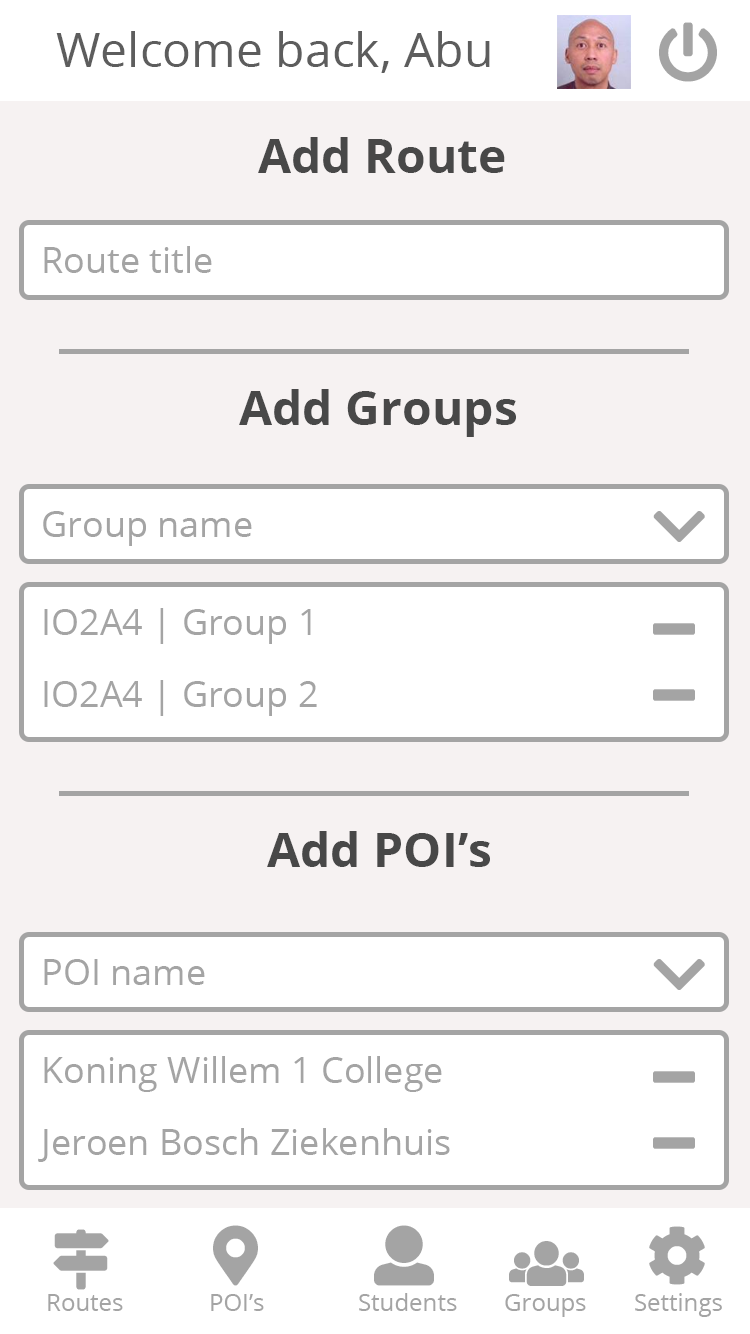 Welcome back, Abu
Add Route
Route title
Add Groups
Group name
IO2A4 | Group 1
IO2A4 | Group 2
Add POI’s
POI name
Koning Willem 1 College
Jeroen Bosch Ziekenhuis
Routes POI’s Students Groups Settings